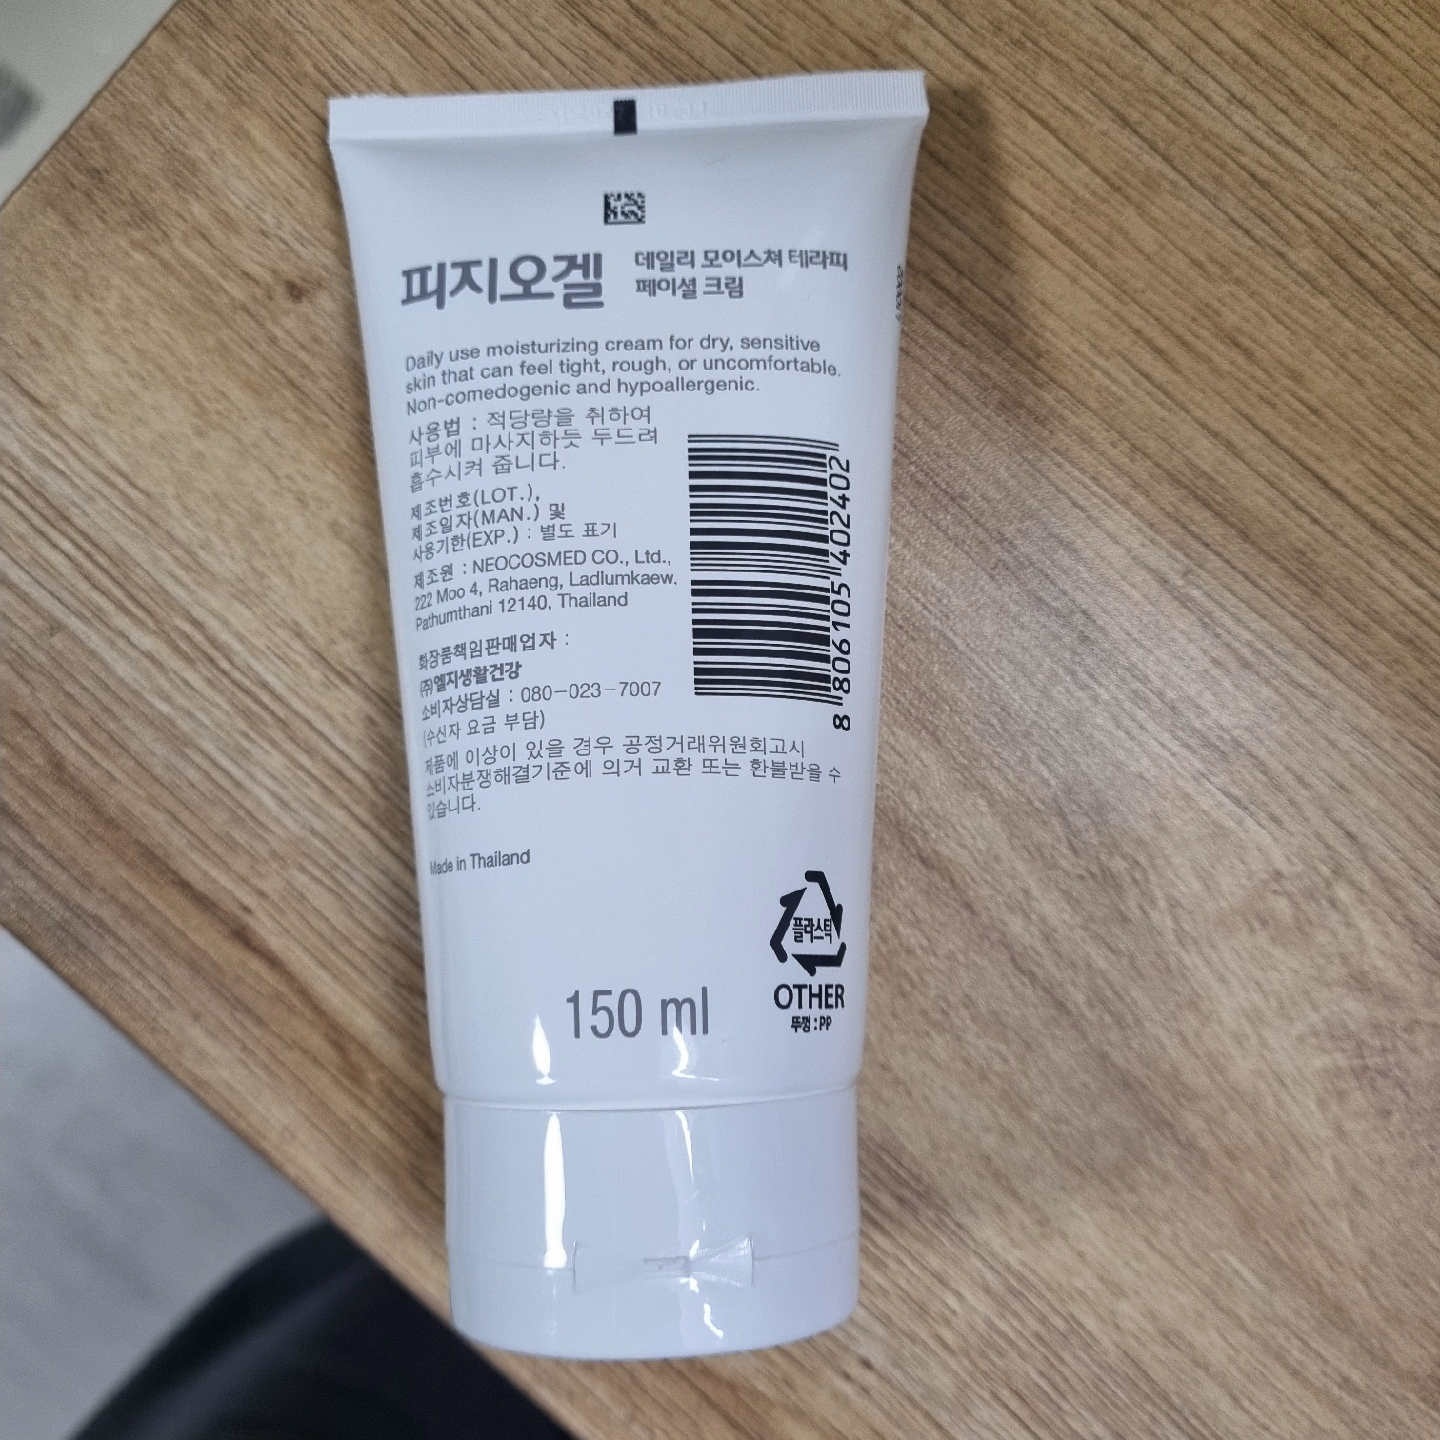 피지오겔
데일리 모이스쳐 테라피
페이셜 크림
Daily use moisturizing cream for dry, sensitive
skin that can feel tight, rough, or uncomfortable.
Non-comedogenic and hypoallergenic.
사용법 : 적당량을 취하여
피부에 마사지하듯 두드려
흡수시켜 줍니다.
제조번호(LOT.),
제조일자(MAN.) 및
사용기한(EXP.) : 별도 표기
제조원 : NEOCOSMED CO., Ltd.,
222 Moo 4, Rahaeng, Ladlumkaew,
Pathumthani 12140, Thailand
화장품책임판매업자 :
㈜엘지생활건강
소비자상담실 : 080-023-7007
(수신자 요금 부담)
제품에 이상이 있을 경우 공정거래위원회고시
소비자분쟁해결기준에 의거 교환 또는 환불받을 수
있습니다.
Made in Thailand
8 806105 402402
플라스틱
OTHER
뚜껑 : PP
150 ml